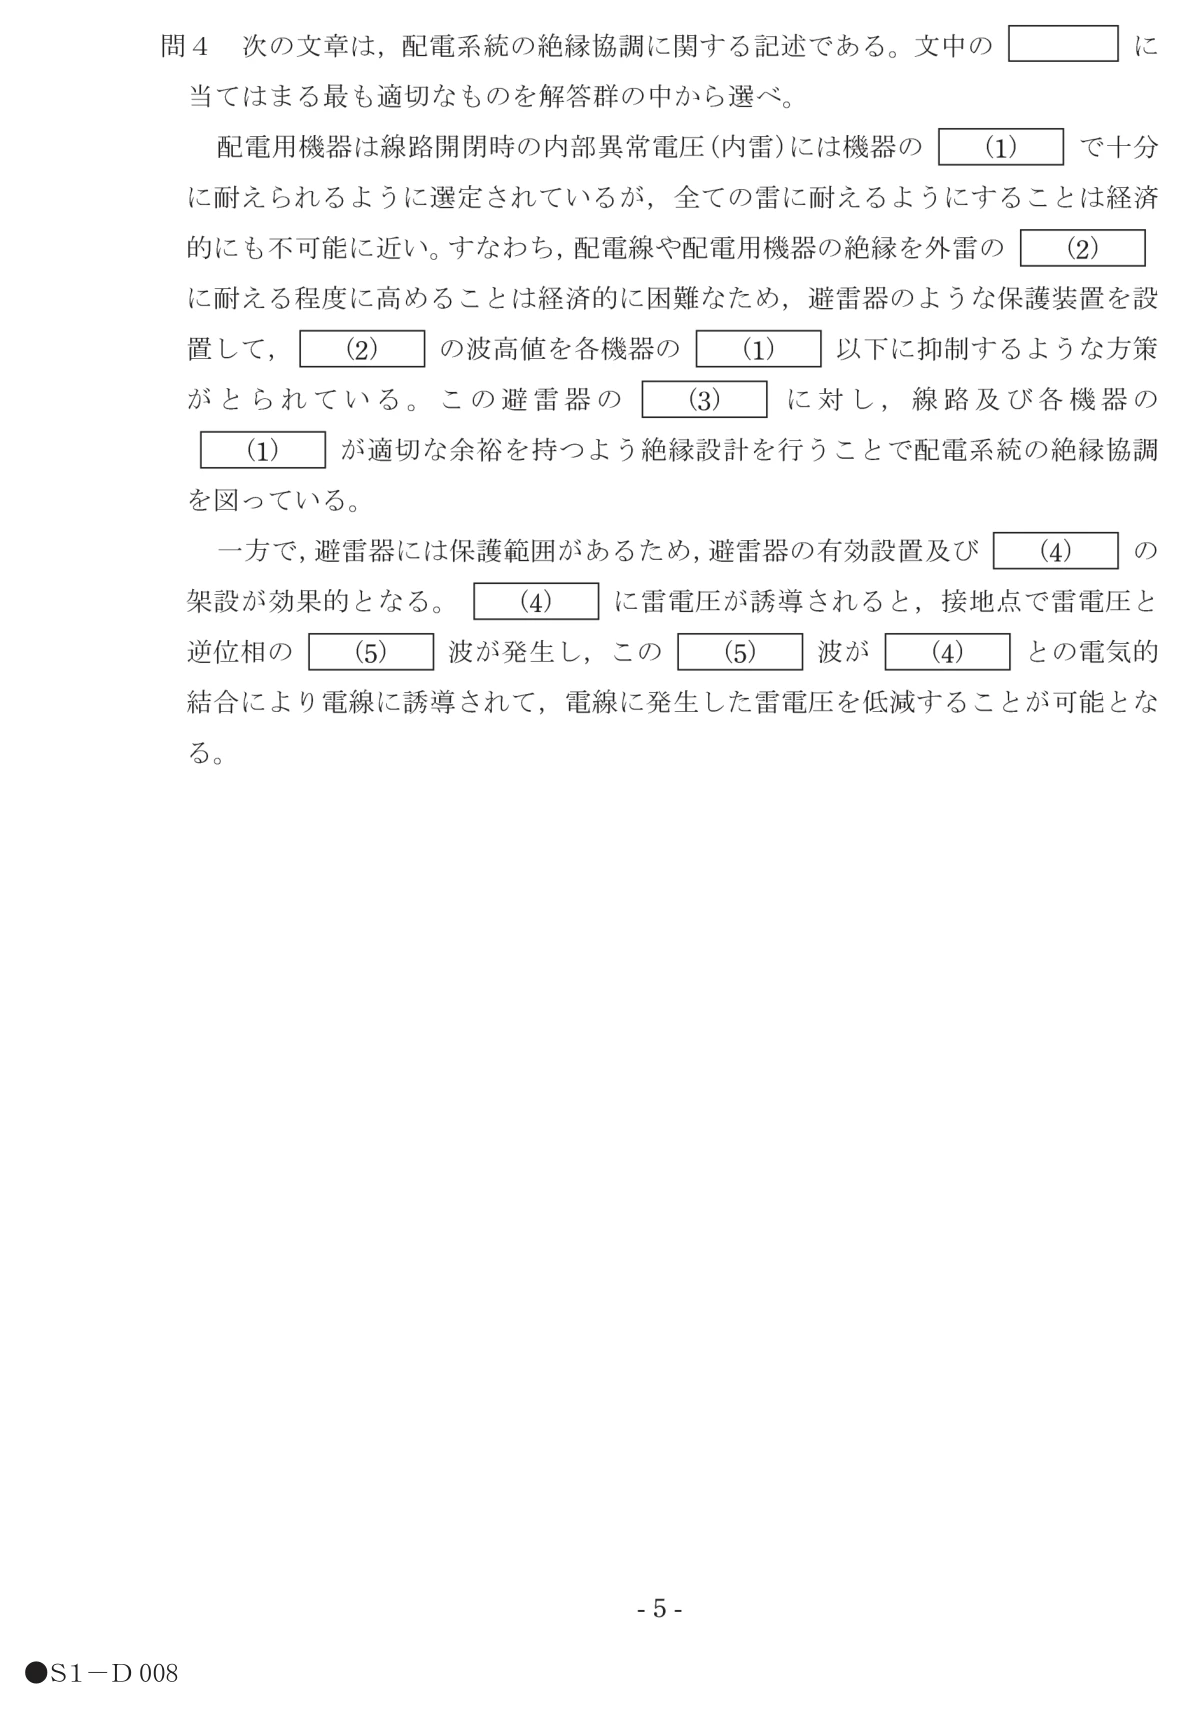 問４　次の文章は，配電系統の絶縁協調に関する記述である。文中の　　　　に
当てはまる最も適切なものを解答群の中から選べ。
配電用機器は線路開閉時の内部異常電圧(内雷)には機器の (1) で十分
に耐えられるように選定されているが，全ての雷に耐えるようにすることは経済
的にも不可能に近い。すなわち，配電線や配電用機器の絶縁を外雷の (2)
に耐える程度に高めることは経済的に困難なため，避雷器のような保護装置を設
置して， (2) の波高値を各機器の (1) 以下に抑制するような方策
がとられている。この避雷器の (3) に対し，線路及び各機器の
(1) が適切な余裕を持つよう絶縁設計を行うことで配電系統の絶縁協調
を図っている。
一方で，避雷器には保護範囲があるため，避雷器の有効設置及び (4) の
架設が効果的となる。 (4) に雷電圧が誘導されると，接地点で雷電圧と
逆位相の (5) 波が発生し，この (5) 波が (4) との電気的
結合により電線に誘導されて，電線に発生した雷電圧を低減することが可能とな
る。
- 5 -
●Ｓ１－Ｄ 008